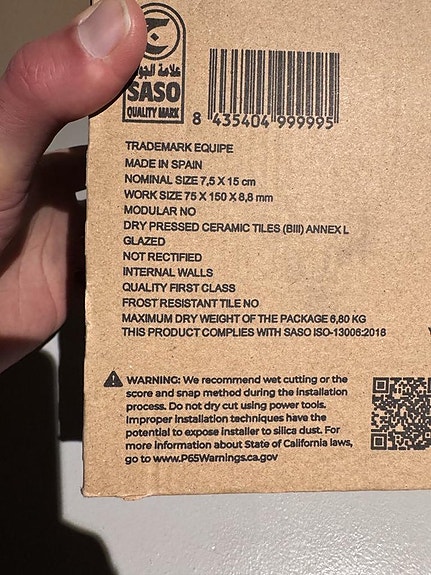 علامة الجودة
SASO
QUALITY MARK
8 435404 999995
TRADEMARK EQUIPE
MADE IN SPAIN
NOMINAL SIZE 7,5 X 15 cm
WORK SIZE 75 X 150 X 8,8 mm
MODULAR NO
DRY PRESSED CERAMIC TILES (BIII) ANNEX L
GLAZED
NOT RECTIFIED
INTERNAL WALLS
QUALITY FIRST CLASS
FROST RESISTANT TILE NO
MAXIMUM DRY WEIGHT OF THE PACKAGE 6,80 KG
THIS PRODUCT COMPLIES WITH SASO ISO-13006:2018
WARNING: We recommend wet cutting or the
score and snap method during the installation
process. Do not dry cut using power tools.
Improper installation techniques have the
potential to expose installer to silica dust. For
more information about State of California laws,
go to www.P65Warnings.ca.gov